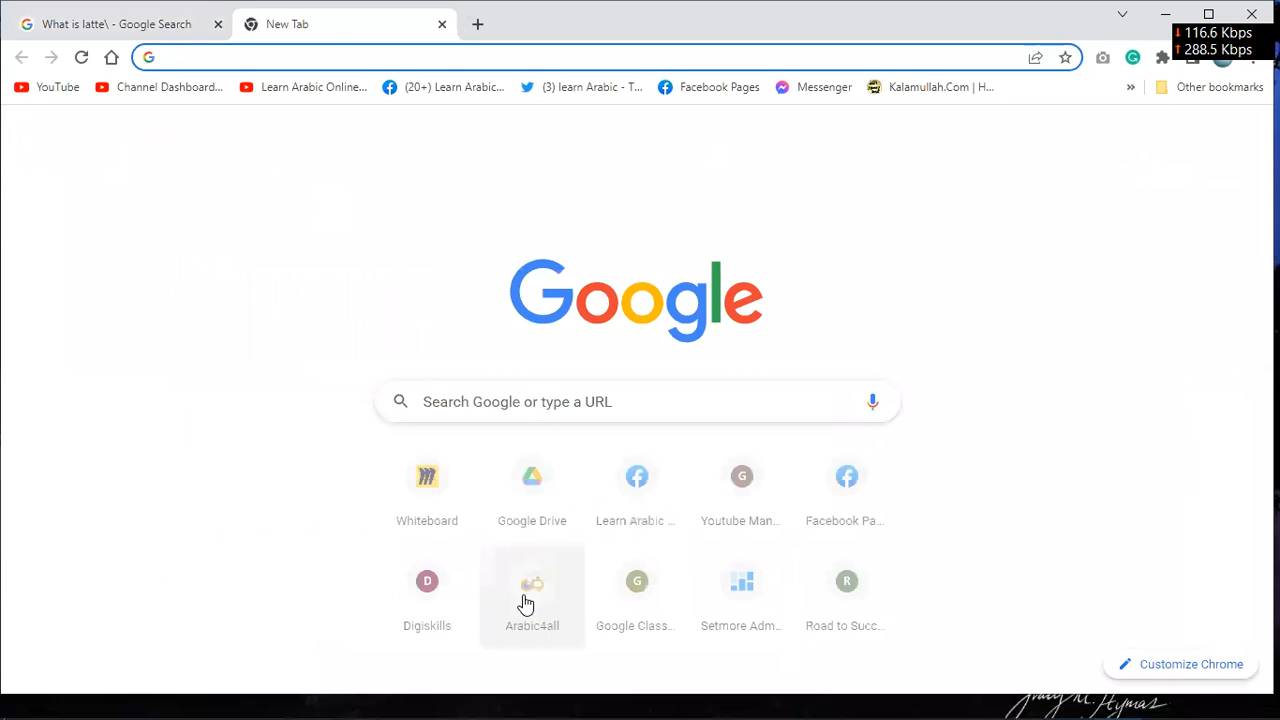 What is latte\ - Google Search
New Tab
116.6 Kbps
288.5 Kbps
YouTube
Channel Dashboard...
Learn Arabic Online...
(20+) Learn Arabic...
(3) learn Arabic - T...
Facebook Pages
Messenger
Kalamullah.Com | H...
»
Other bookmarks
Google
Search Google or type a URL
Whiteboard
Google Drive
Learn Arabic ...
G
Youtube Man...
Facebook Pa...
D
Digiskills
Arabic4all
G
Google Class...
Setmore Adm...
R
Road to Succ...
Customize Chrome